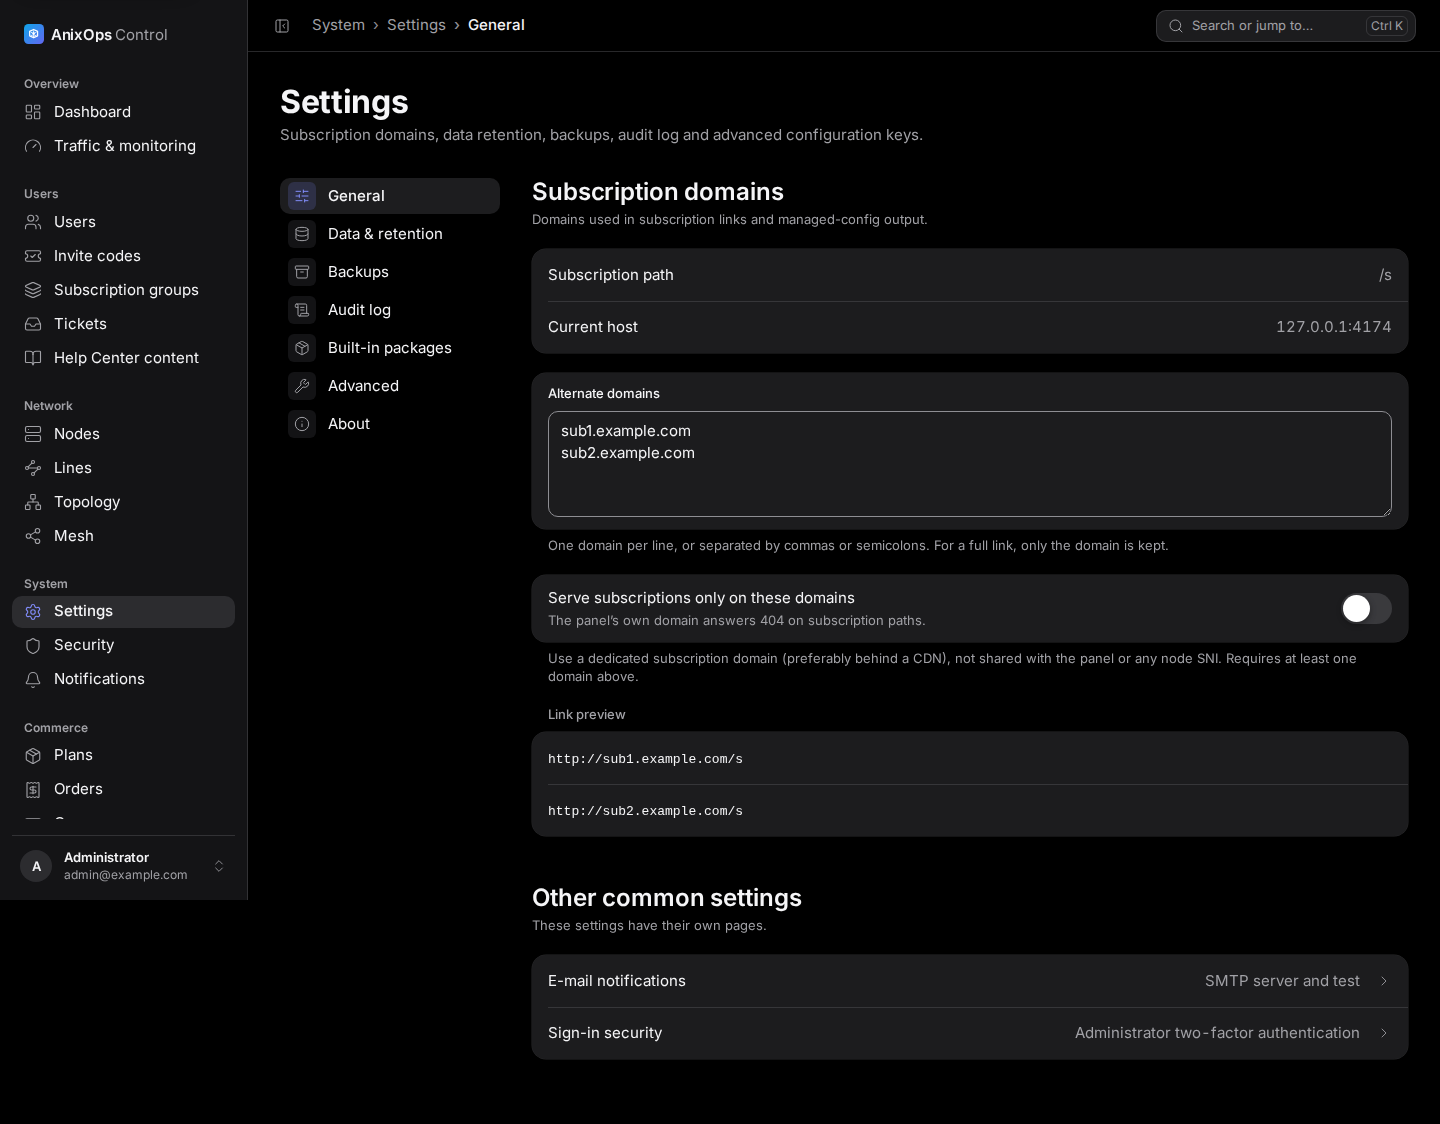 AnixOps Control
System › Settings › General
Search or jump to...
Ctrl K
Overview
Dashboard
Traffic & monitoring
Users
Users
Invite codes
Subscription groups
Tickets
Help Center content
Network
Nodes
Lines
Topology
Mesh
System
Settings
Security
Notifications
Commerce
Plans
Orders
A
Administrator
admin@example.com
Settings
Subscription domains, data retention, backups, audit log and advanced configuration keys.
General
Data & retention
Backups
Audit log
Built-in packages
Advanced
About
Subscription domains
Domains used in subscription links and managed-config output.
Subscription path
/s
Current host
127.0.0.1:4174
Alternate domains
sub1.example.com
sub2.example.com
One domain per line, or separated by commas or semicolons. For a full link, only the domain is kept.
Serve subscriptions only on these domains
The panel’s own domain answers 404 on subscription paths.
Use a dedicated subscription domain (preferably behind a CDN), not shared with the panel or any node SNI. Requires at least one
domain above.
Link preview
http://sub1.example.com/s
http://sub2.example.com/s
Other common settings
These settings have their own pages.
E-mail notifications
SMTP server and test
Sign-in security
Administrator two-factor authentication